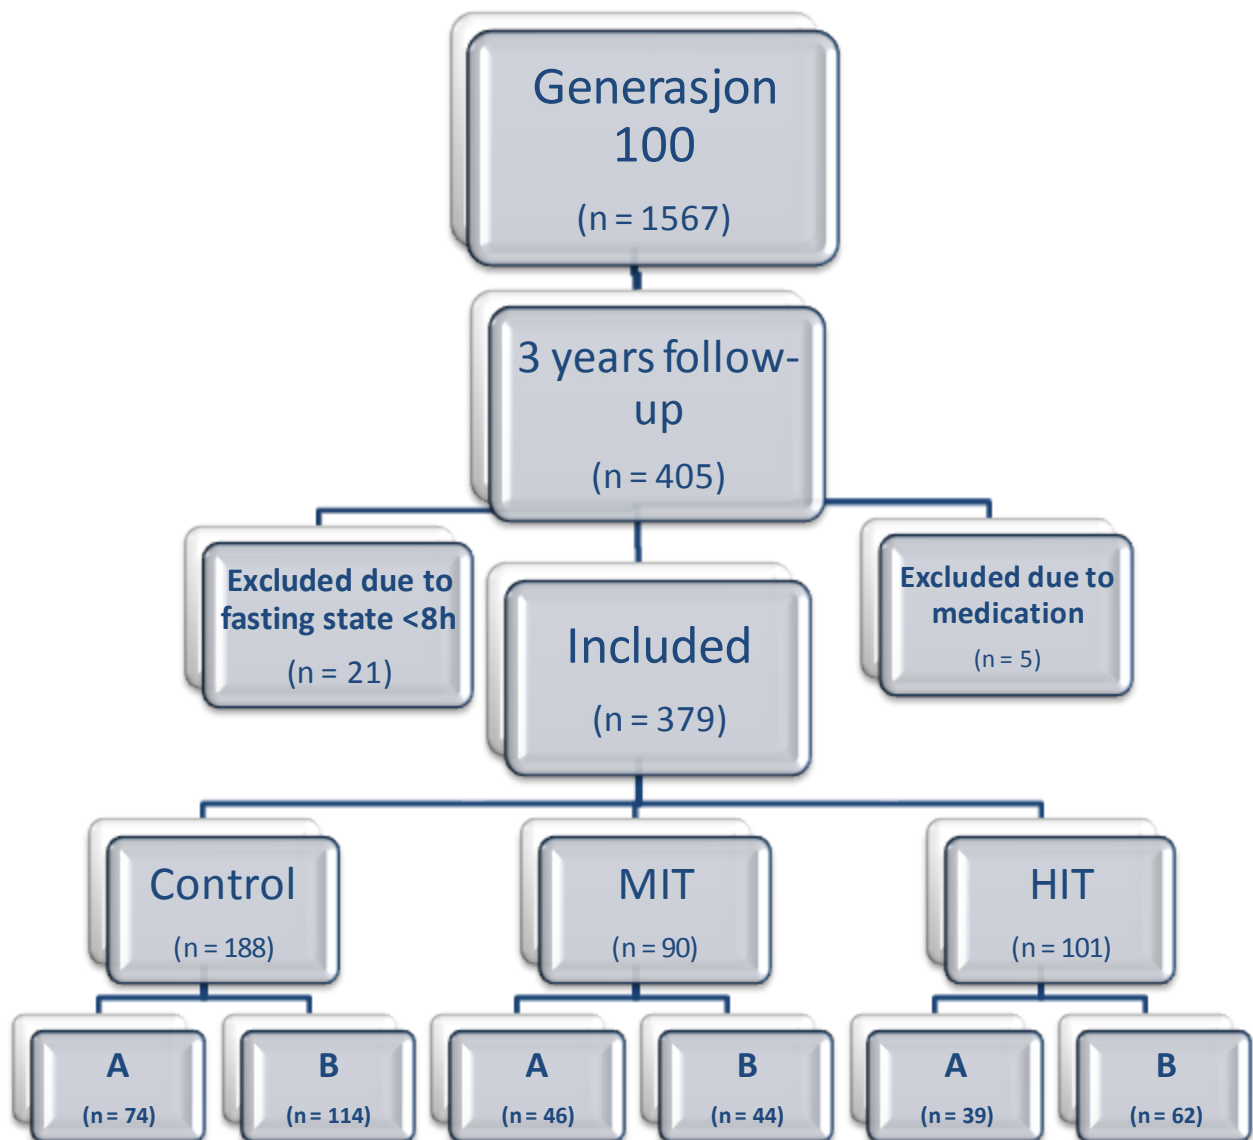 Generasjon
100
(n = 1567)
3 years follow-
up
(n = 405)
Excluded due to
fasting state <8h
(n = 21)
Included
(n = 379)
Excluded due to
medication
(n = 5)
Control
(n = 188)
MIT
(n = 90)
HIT
(n = 101)
A
(n = 74)
B
(n = 114)
A
(n = 46)
B
(n = 44)
A
(n = 39)
B
(n = 62)